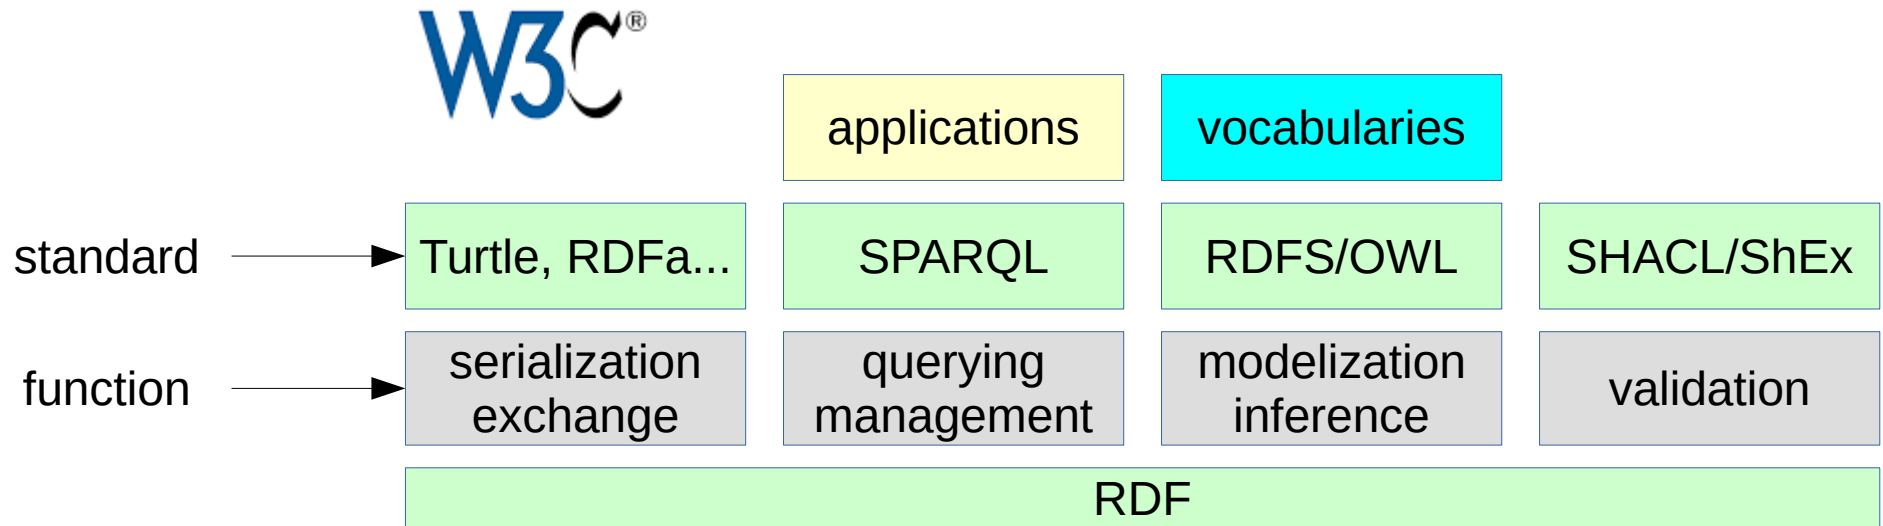 W3C®
applications
vocabularies
standard
Turtle, RDFa...
SPARQL
RDFS/OWL
SHACL/ShEx
function
serialization
exchange
querying
management
modelization
inference
validation
RDF